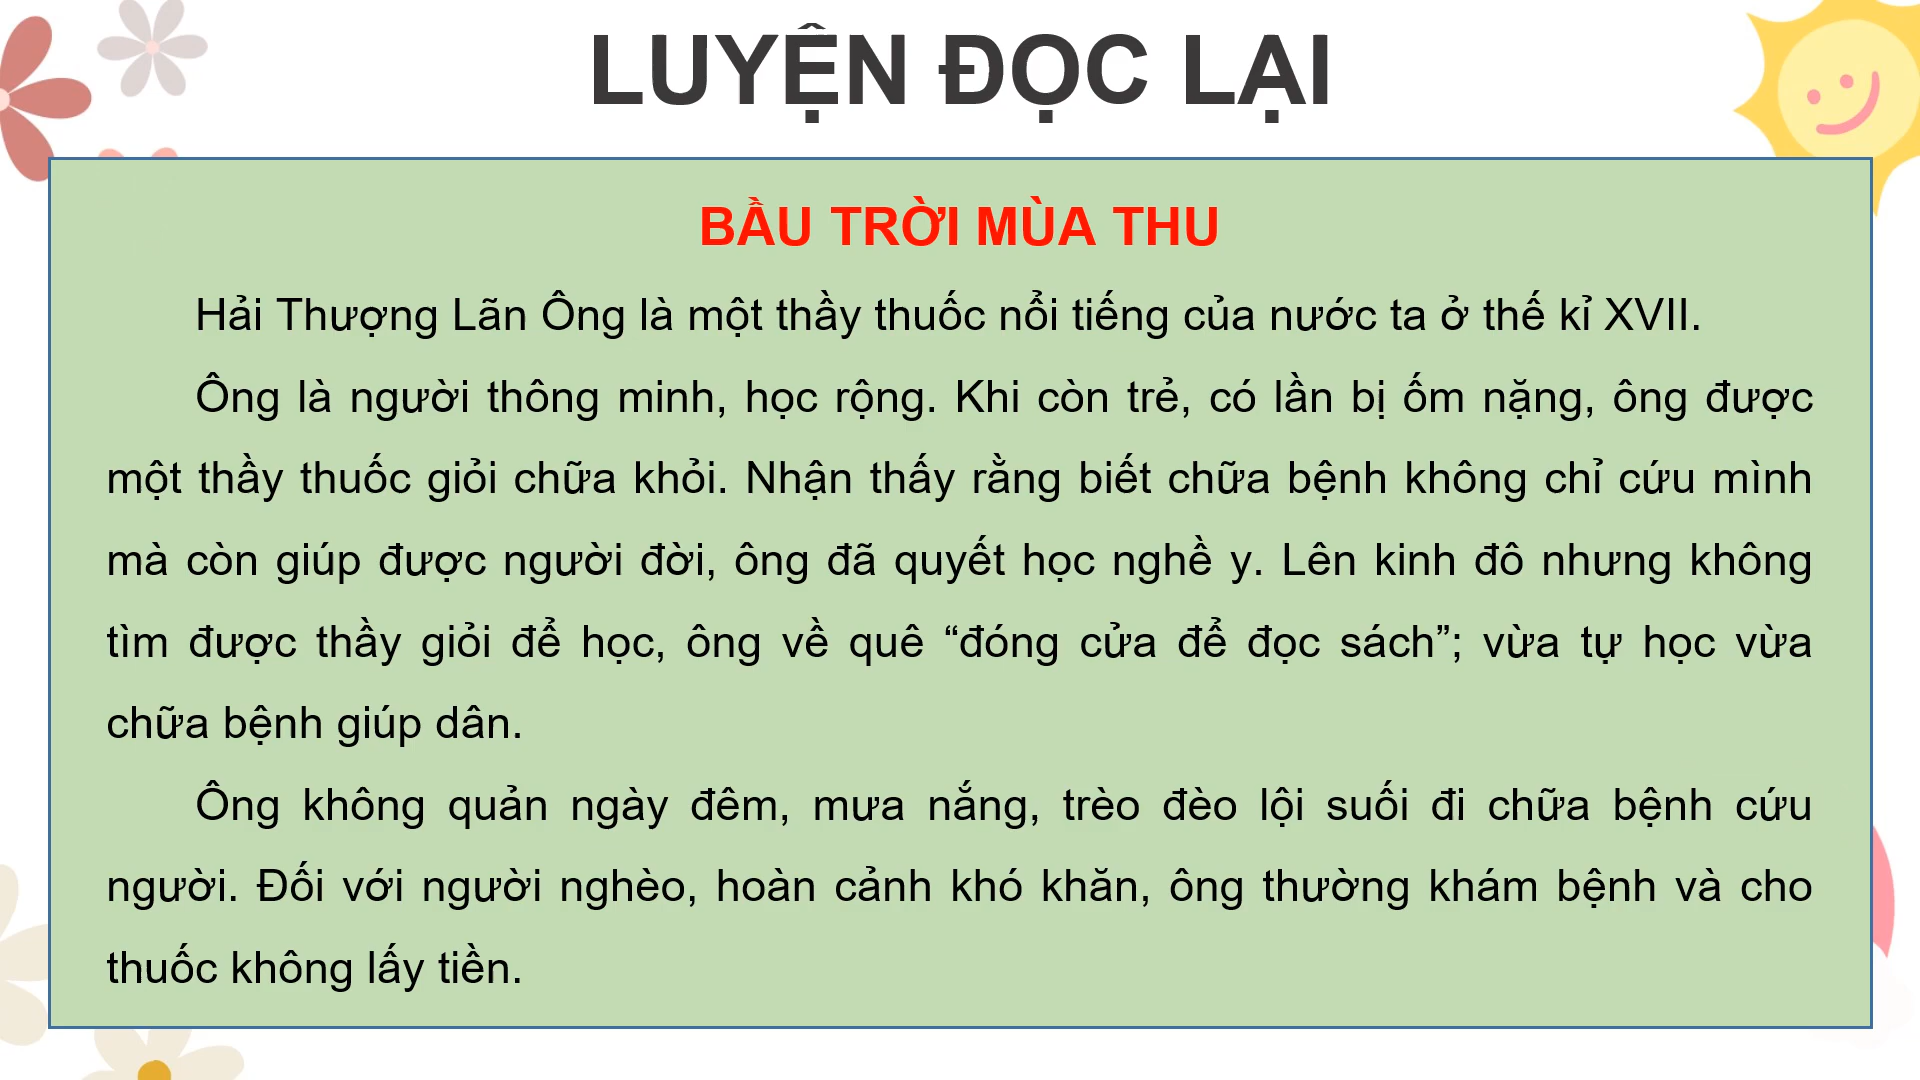 LUYỆN ĐỌC LẠI
BẦU TRỜI MÙA THU
Hải Thượng Lãn Ông là một thầy thuốc nổi tiếng của nước ta ở thế kỉ XVII.
Ông là người thông minh, học rộng. Khi còn trẻ, có lần bị ốm nặng, ông được
một thầy thuốc giỏi chữa khỏi. Nhận thấy rằng biết chữa bệnh không chỉ cứu mình
mà còn giúp được người đời, ông đã quyết học nghề y. Lên kinh đô nhưng không
tìm được thầy giỏi để học, ông về quê “đóng cửa để đọc sách”; vừa tự học vừa
chữa bệnh giúp dân.
Ông không quản ngày đêm, mưa nắng, trèo đèo lội suối đi chữa bệnh cứu
người. Đối với người nghèo, hoàn cảnh khó khăn, ông thường khám bệnh và cho
thuốc không lấy tiền.